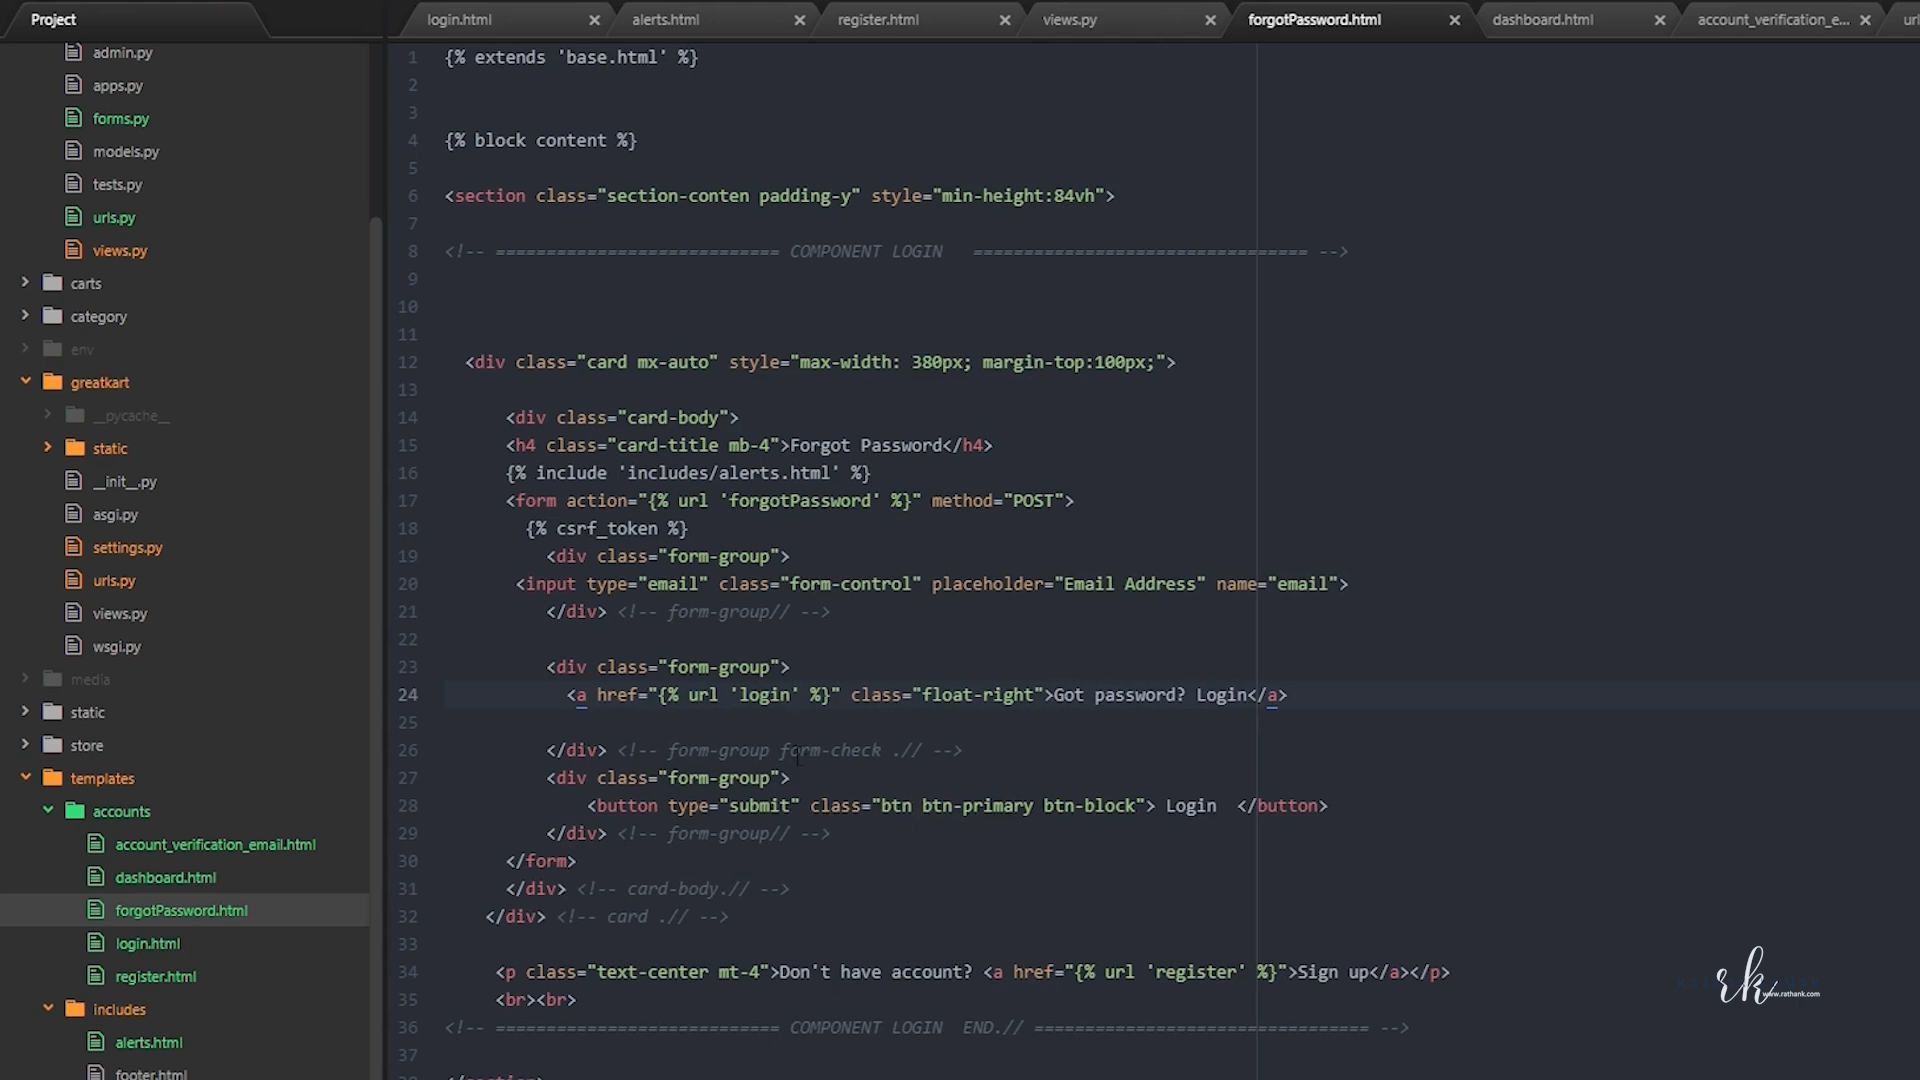 Project
login.html
alerts.html
register.html
views.py
forgotPassword.html
dashboard.html
account_verification_e...
url
admin.py
apps.py
forms.py
models.py
tests.py
urls.py
views.py
carts
category
env
greatkart
__pycache__
static
__init__.py
asgi.py
settings.py
urls.py
views.py
wsgi.py
media
static
store
templates
accounts
account_verification_email.html
dashboard.html
forgotPassword.html
login.html
register.html
includes
alerts.html
footer.html
1 {% extends 'base.html' %}
2
3
4 {% block content %}
5
6 <section class="section-conten padding-y" style="min-height:84vh">
7
8 <!-- ============================ COMPONENT LOGIN   ================================= -->
9
10
11
12 <div class="card mx-auto" style="max-width: 380px; margin-top:100px;">
13
14 <div class="card-body">
15 <h4 class="card-title mb-4">Forgot Password</h4>
16 {% include 'includes/alerts.html' %}
17 <form action="{% url 'forgotPassword' %}" method="POST">
18 {% csrf_token %}
19 <div class="form-group">
20 <input type="email" class="form-control" placeholder="Email Address" name="email">
21 </div> <!-- form-group// -->
22
23 <div class="form-group">
24 <a href="{% url 'login' %}" class="float-right">Got password? Login</a>
25
26 </div> <!-- form-group form-check .// -->
27 <div class="form-group">
28 <button type="submit" class="btn btn-primary btn-block"> Login  </button>
29 </div> <!-- form-group// -->
30 </form>
31 </div> <!-- card-body.// -->
32 </div> <!-- card .// -->
33
34 <p class="text-center mt-4">Don't have account? <a href="{% url 'register' %}">Sign up</a></p>
35 <br><br>
36 <!-- ============================ COMPONENT LOGIN  END.// ================================= -->
37
rk
www.rathank.com